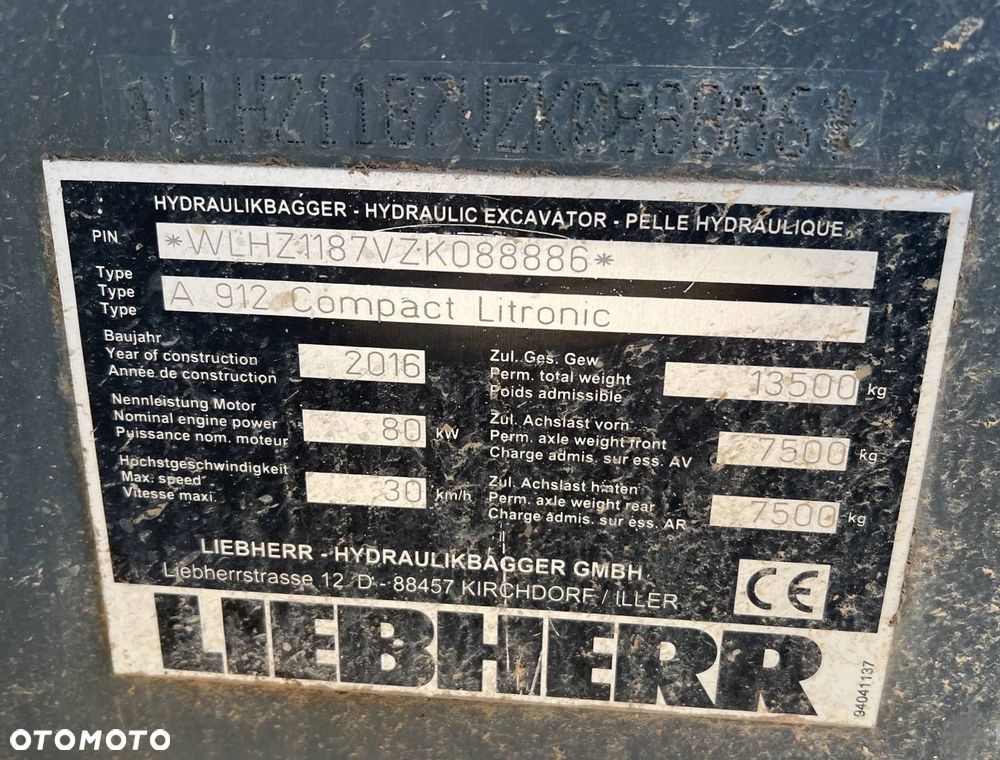 *WLHZ1187VZK088886*
HYDRAULIKBAGGER - HYDRAULIC EXCAVATOR - PELLE HYDRAULIQUE
PIN *WLHZ1187VZK088886*
Type
Type A 912 Compact Litronic
Type
Baujahr
Year of construction 2016
Année de construction
Nennleistung Motor
Nominal engine power 80 kW
Puissance nom. moteur
Höchstgeschwindigkeit
Max. speed 30 km/h
Vitesse maxi.
Zul. Ges. Gew
Perm. total weight 13500 kg
Poids admissible
Zul. Achslast vorn
Perm. axle weight front 7500 kg
Charge admis. sur ess. AV
Zul. Achslast hinten
Perm. axle weight rear 7500 kg
Charge admis. sur ess. AR
LIEBHERR - HYDRAULIKBAGGER GMBH
Liebherrstrasse 12 D - 88457 KIRCHDORF / ILLER
CE
LIEBHERR
94041137
OTOMOTO